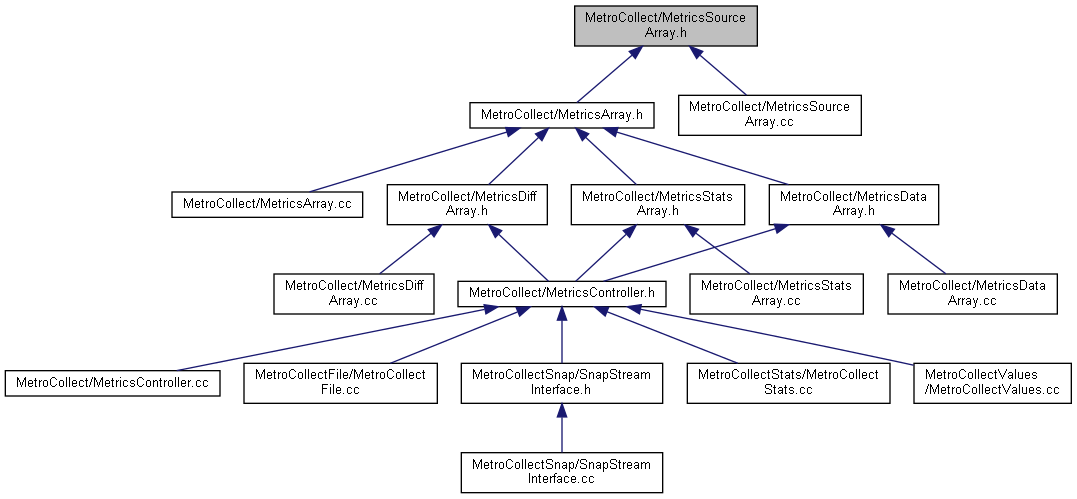 MetroCollect/MetricsSource
Array.h
MetroCollect/MetricsArray.h
MetroCollect/MetricsSource
Array.cc
MetroCollect/MetricsArray.cc
MetroCollect/MetricsDiff
Array.h
MetroCollect/MetricsStats
Array.h
MetroCollect/MetricsData
Array.h
MetroCollect/MetricsDiff
Array.cc
MetroCollect/MetricsController.h
MetroCollect/MetricsStats
Array.cc
MetroCollect/MetricsData
Array.cc
MetroCollect/MetricsController.cc
MetroCollectFile/MetroCollect
File.cc
MetroCollectSnap/SnapStream
Interface.h
MetroCollectStats/MetroCollect
Stats.cc
MetroCollectValues
/MetroCollectValues.cc
MetroCollectSnap/SnapStream
Interface.cc